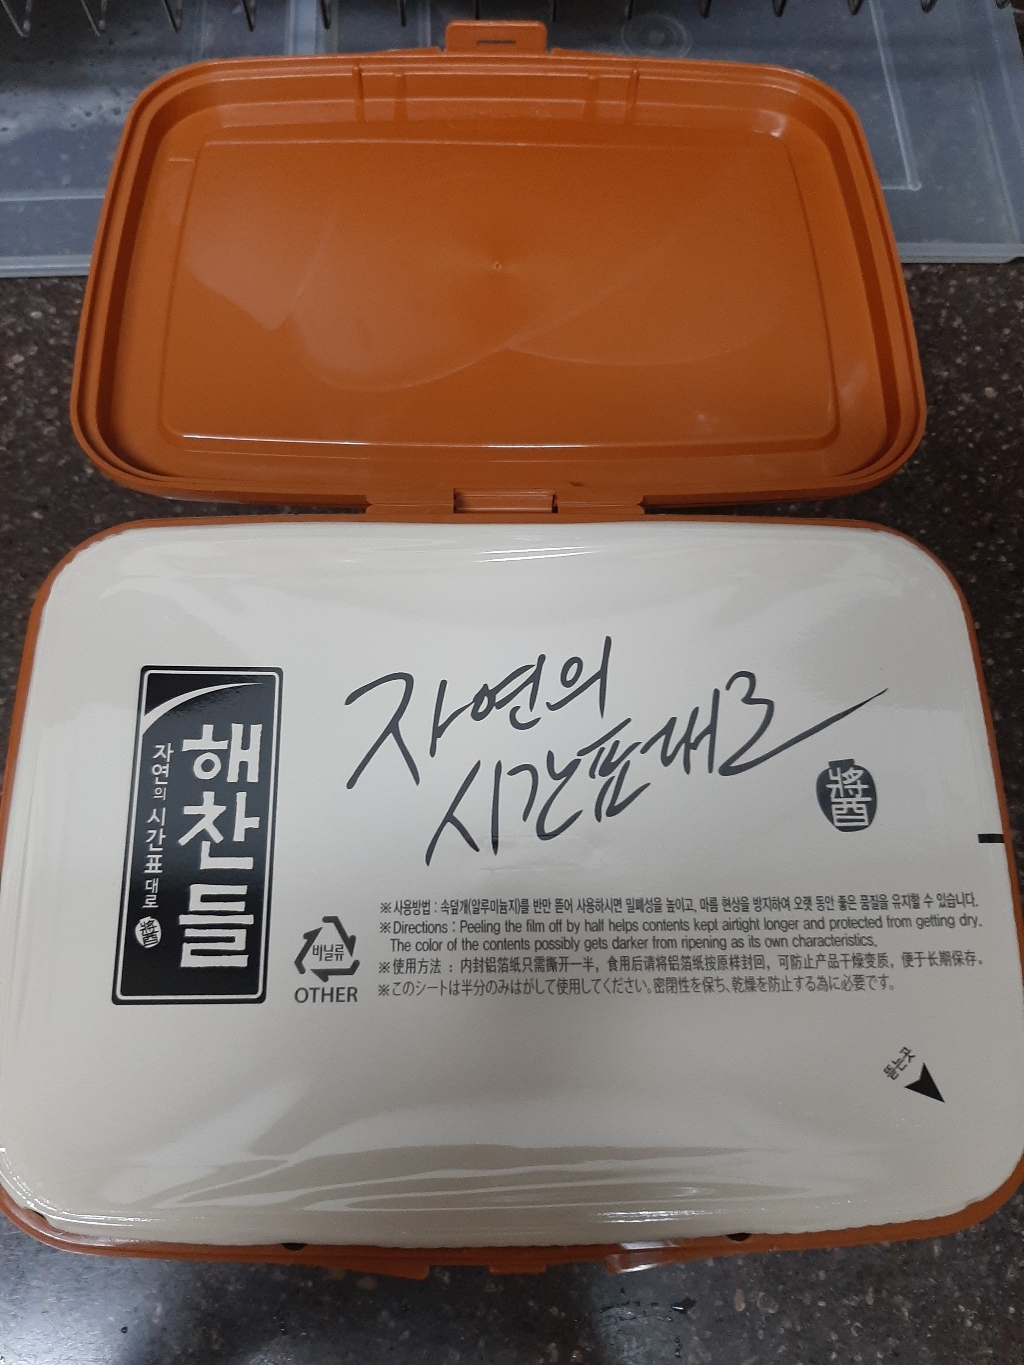 해찬들
자연의 시간표대로
醬
자연의
시간표대로
醬
비닐류
OTHER
※사용방법 : 속덮개(알루미늄지)를 반만 뜯어 사용하시면 밀폐성을 높이고, 마름 현상을 방지하여 오랫 동안 좋은 품질을 유지할 수 있습니다.
※Directions : Peeling the film off by half helps contents kept airtight longer and protected from getting dry.
The color of the contents possibly gets darker from ripening as its own characteristics.
※使用方法 : 内封铝箔纸只需撕开一半，食用后请将铝箔纸按原样封回，可防止产品干燥变质，便于长期保存。
※このシートは半分のみはがして使用してください。密閉性を保ち、乾燥を防止する為に必要です。
뜯는곳